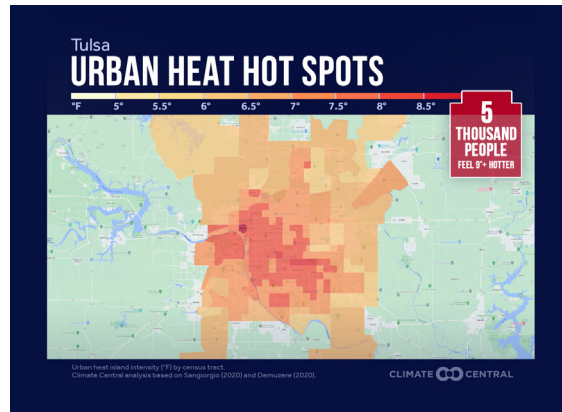 Tulsa
URBAN HEAT HOT SPOTS
°F 5° 5.5° 6° 6.5° 7° 7.5° 8° 8.5°
5
THOUSAND
PEOPLE
FEEL 9°+ HOTTER
Urban heat island intensity (°F) by census tract.
Climate Central analysis based on Sangiorgio (2020) and Demuzere (2020).
CLIMATE CENTRAL